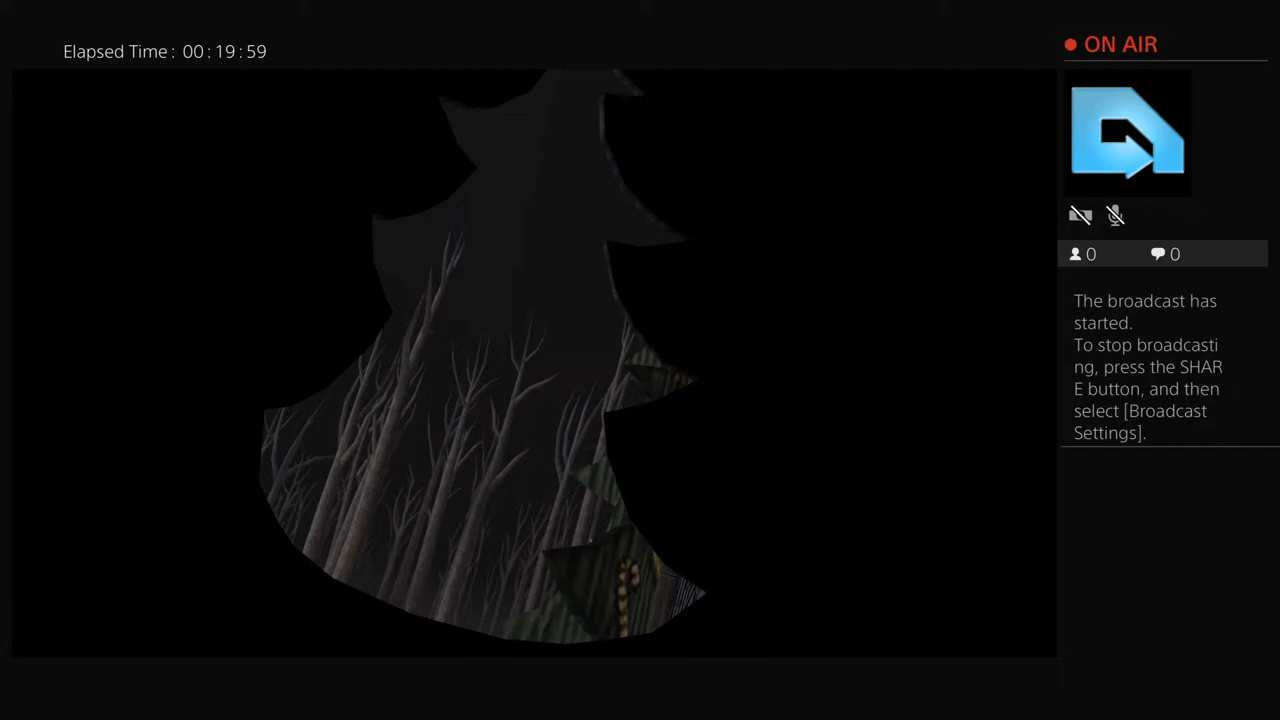 Elapsed Time: 00:19:59
ON AIR
0 0
The broadcast has
started.
To stop broadcasti
ng, press the SHAR
E button, and then
select [Broadcast
Settings].